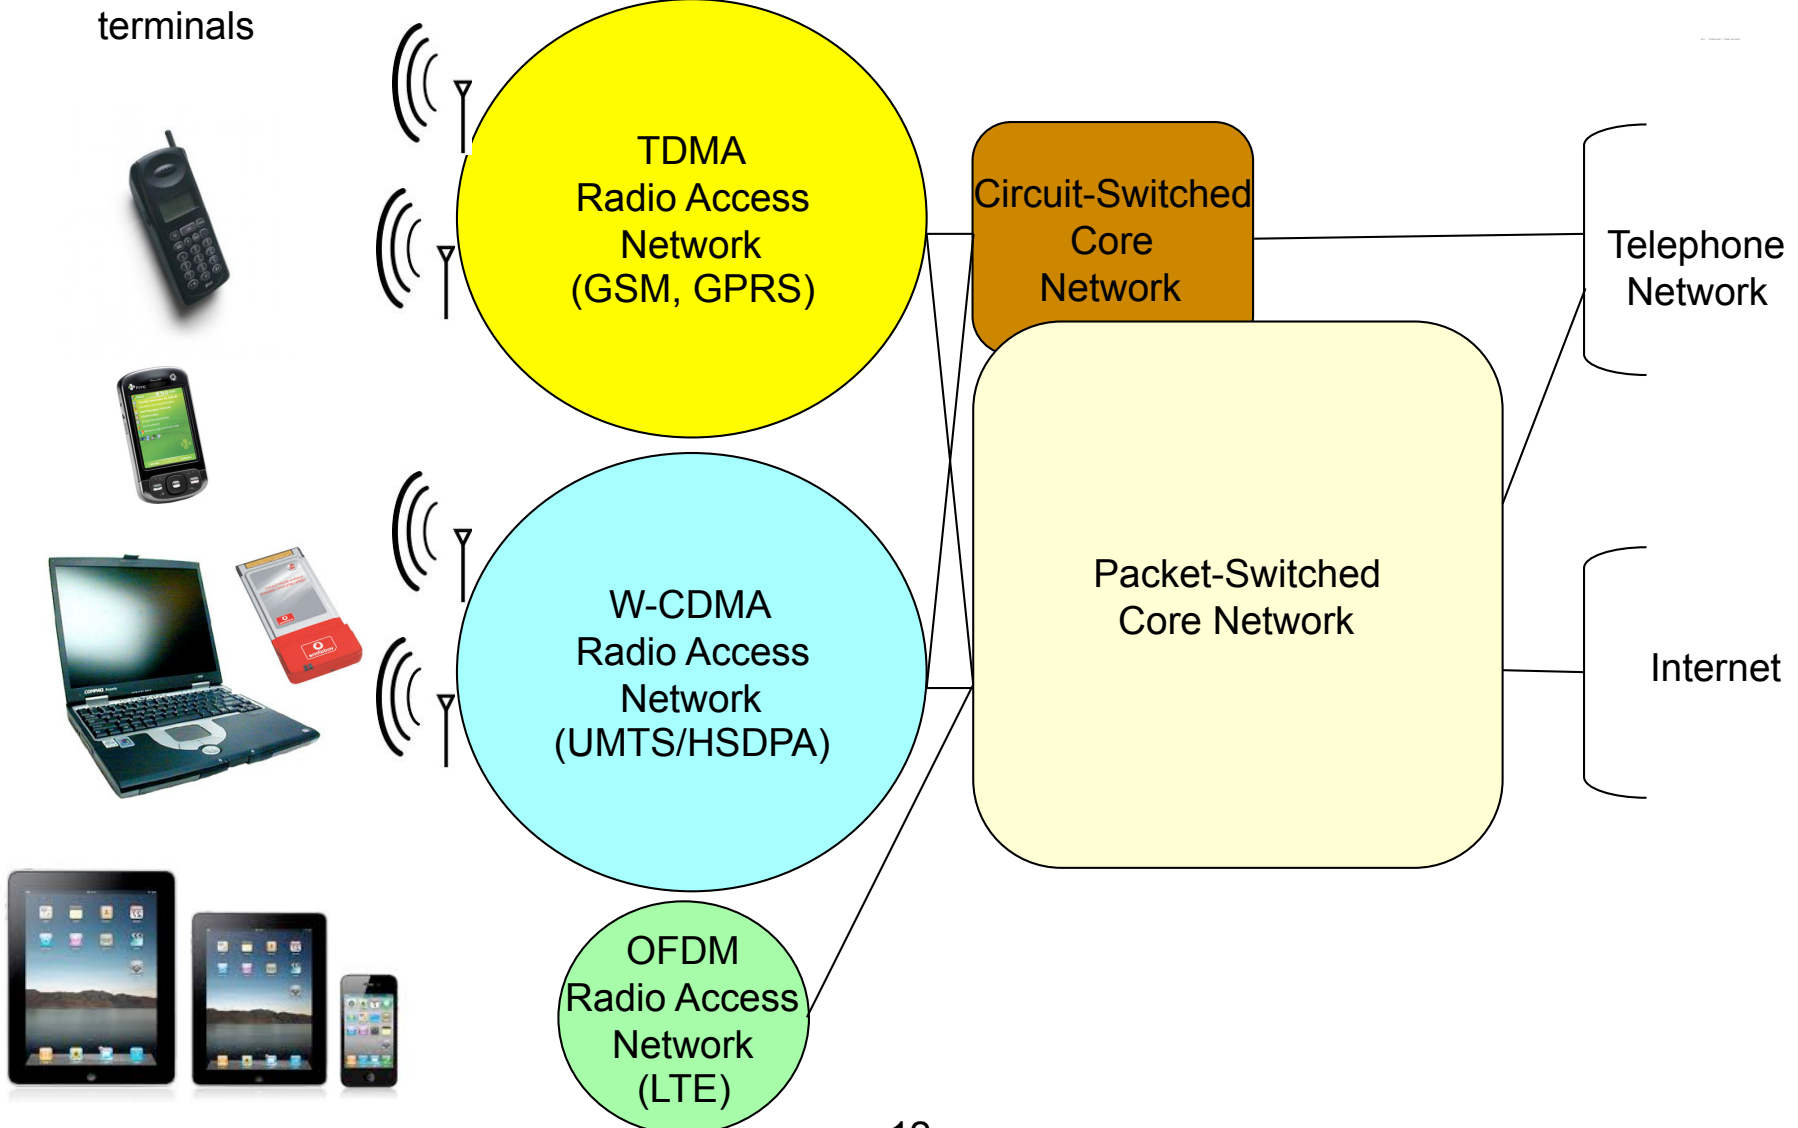 terminals
TDMA
Radio Access
Network
(GSM, GPRS)
Circuit-Switched
Core
Network
Telephone
Network
W-CDMA
Radio Access
Network
(UMTS/HSDPA)
Packet-Switched
Core Network
Internet
OFDM
Radio Access
Network
(LTE)